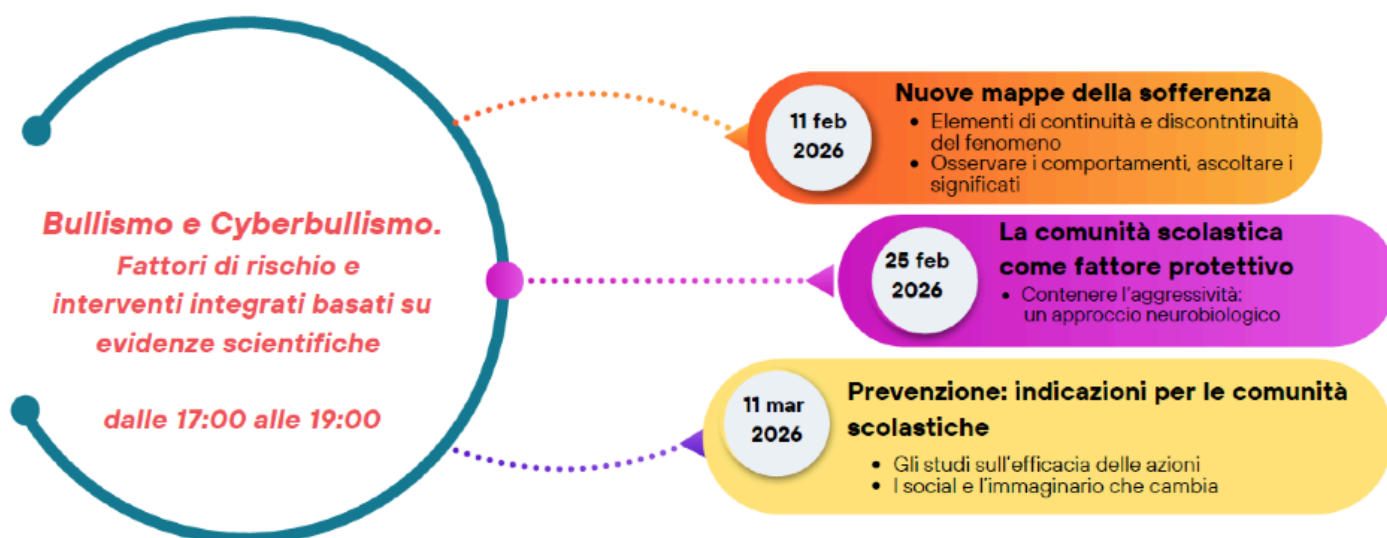 Bullismo e Cyberbullismo.
Fattori di rischio e
interventi integrati basati su
evidenze scientifiche
dalle 17:00 alle 19:00
11 feb
2026
Nuove mappe della sofferenza
• Elementi di continuità e discontntinuità
del fenomeno
• Osservare i comportamenti, ascoltare i
significati
25 feb
2026
La comunità scolastica
come fattore protettivo
• Contenere l'aggressività:
un approccio neurobiologico
11 mar
2026
Prevenzione: indicazioni per le comunità
scolastiche
• Gli studi sull'efficacia delle azioni
• I social e l'immaginario che cambia